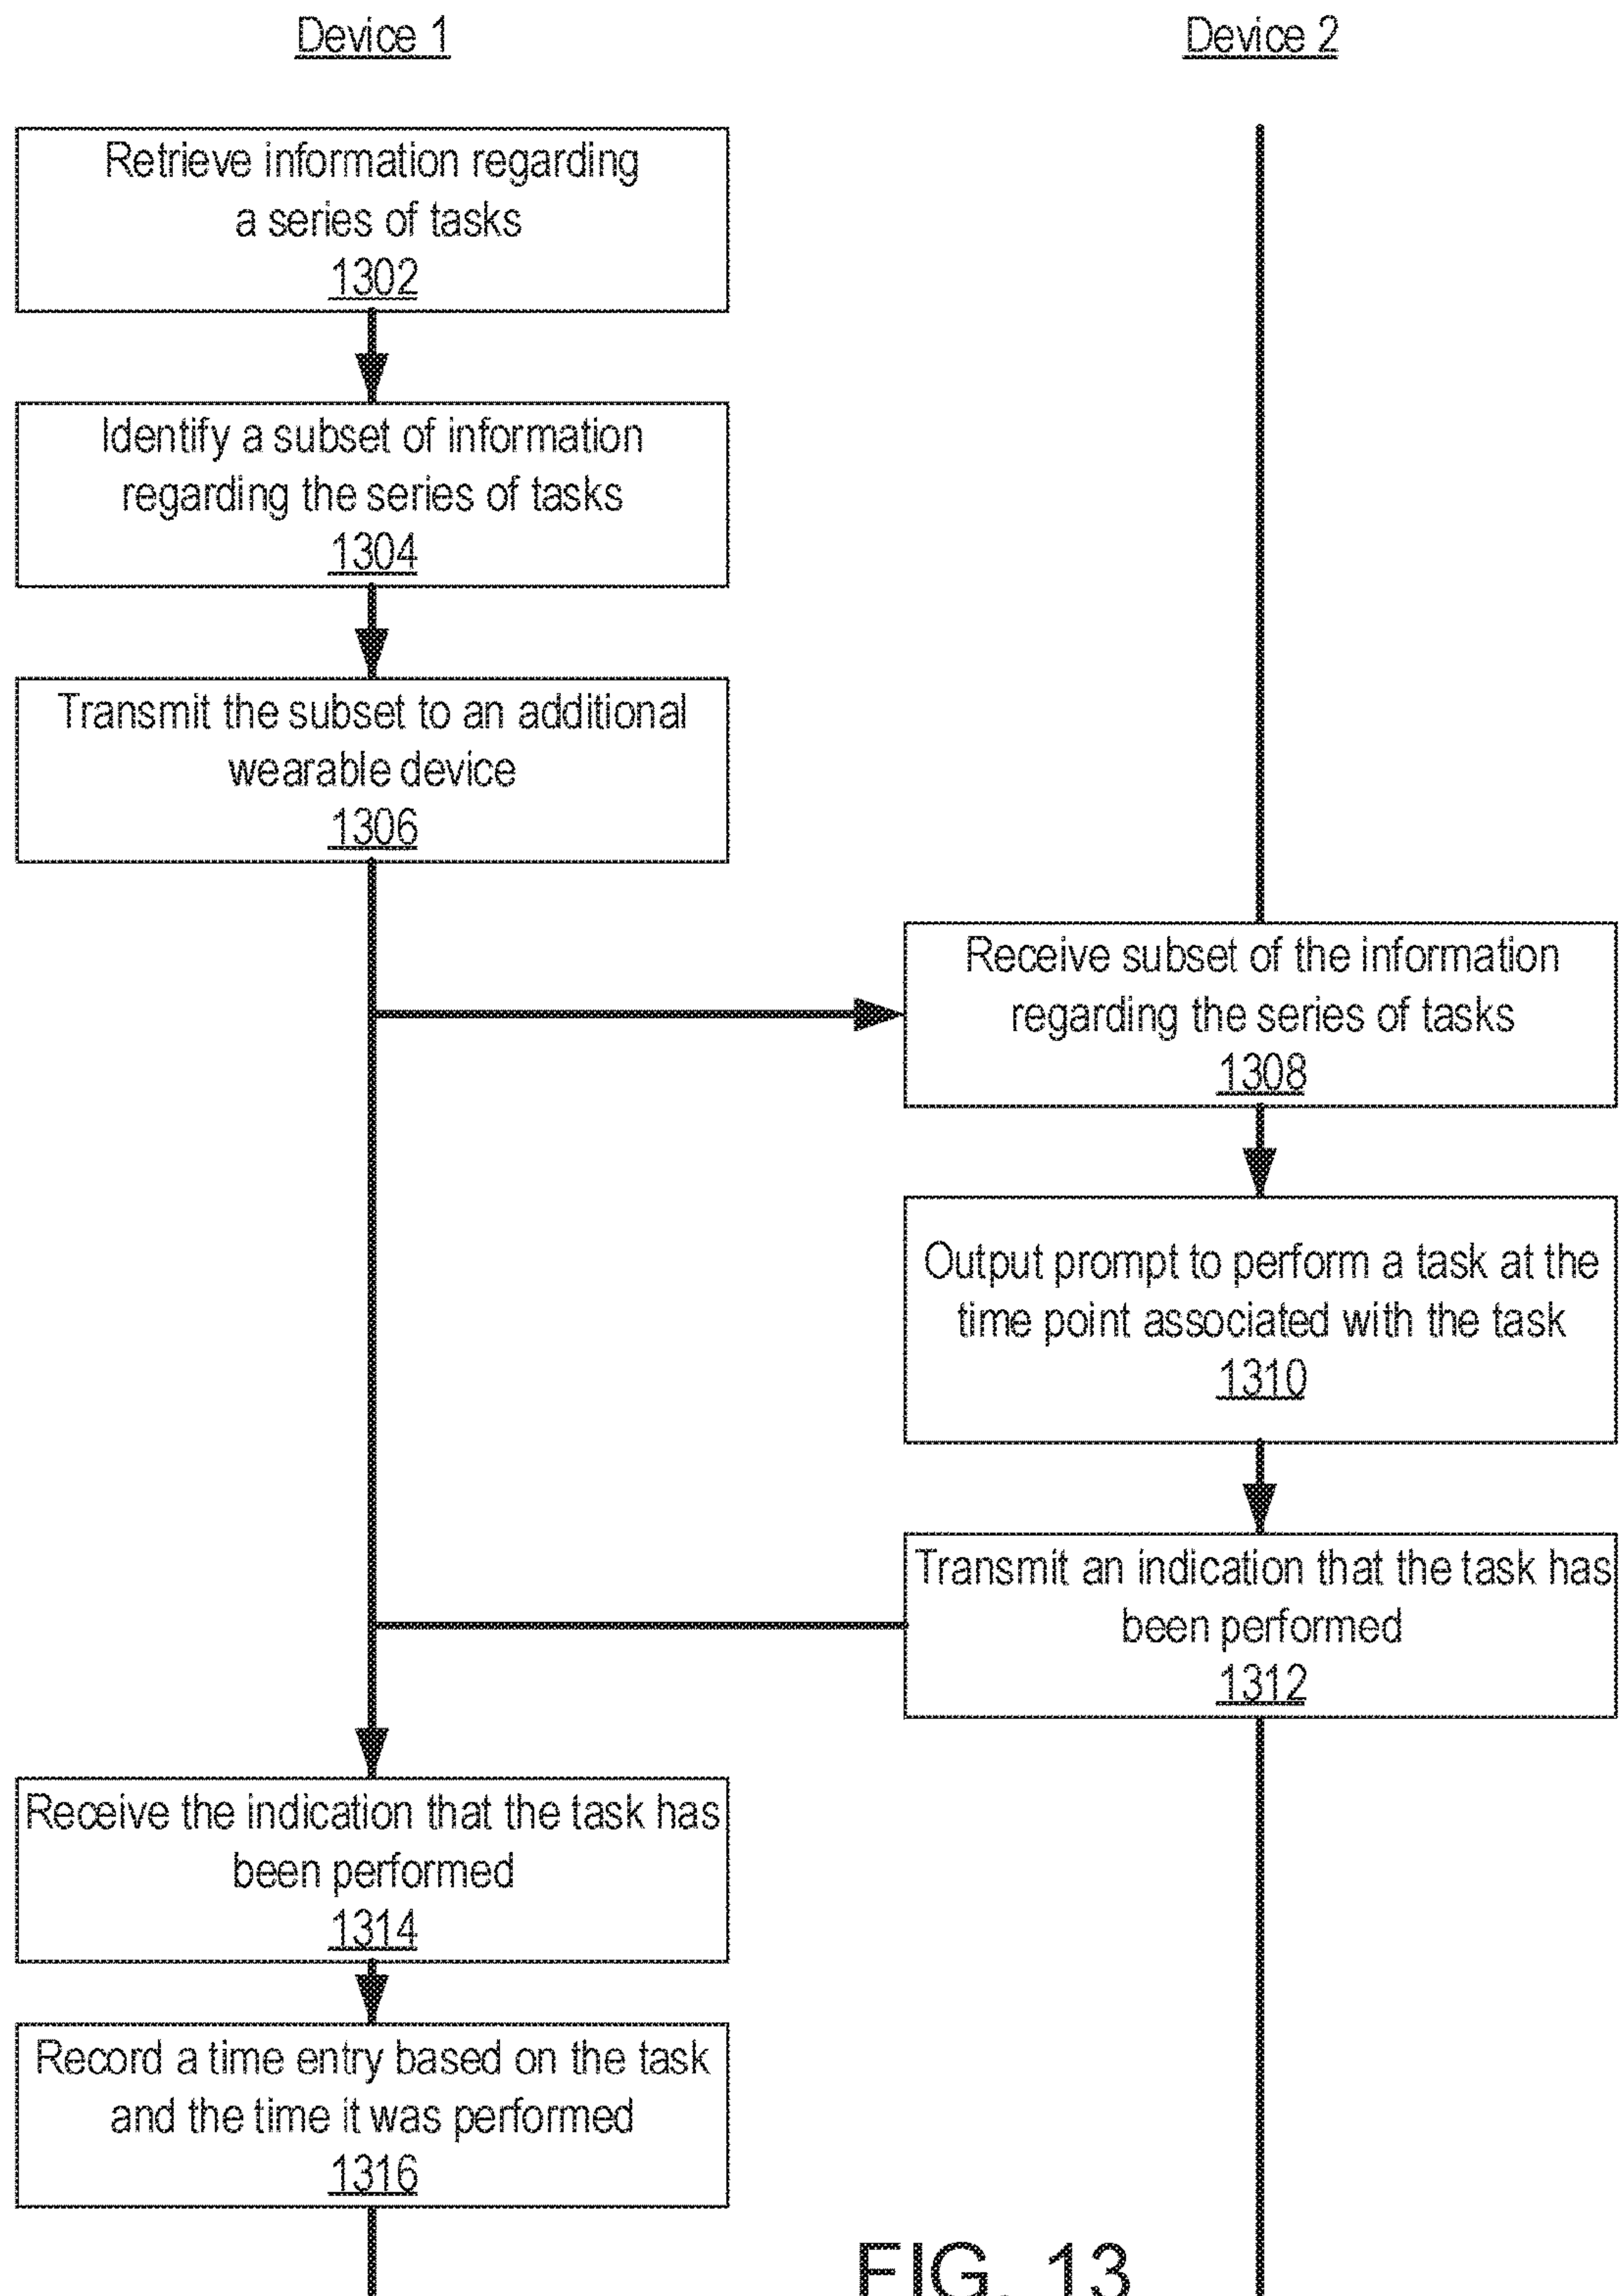 Device 1
Device 2
Retrieve information regarding
a series of tasks
1302
Identify a subset of information
regarding the series of tasks
1304
Transmit the subset to an additional
wearable device
1306
Receive subset of the information
regarding the series of tasks
1308
Output prompt to perform a task at the
time point associated with the task
1310
Transmit an indication that the task has
been performed
1312
Receive the indication that the task has
been performed
1314
Record a time entry based on the task
and the time it was performed
1316
FIG. 13